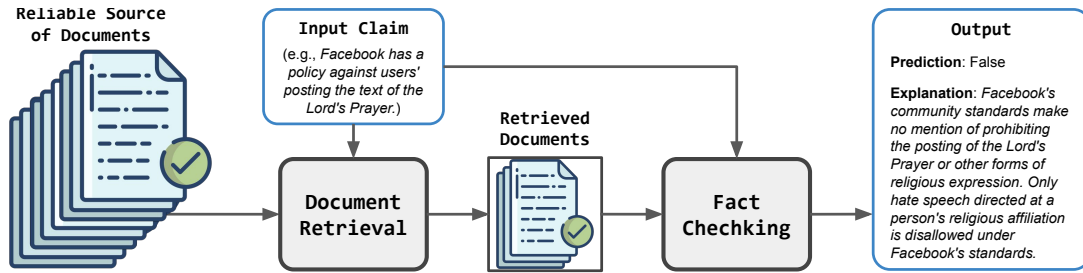 Reliable Source
of Documents
Input Claim
(e.g., Facebook has a
policy against users'
posting the text of the
Lord's Prayer.)
Document
Retrieval
Retrieved
Documents
Fact
Chechking
Output
Prediction: False
Explanation: Facebook's
community standards make
no mention of prohibiting
the posting of the Lord's
Prayer or other forms of
religious expression. Only
hate speech directed at a
person's religious affiliation
is disallowed under
Facebook's standards.